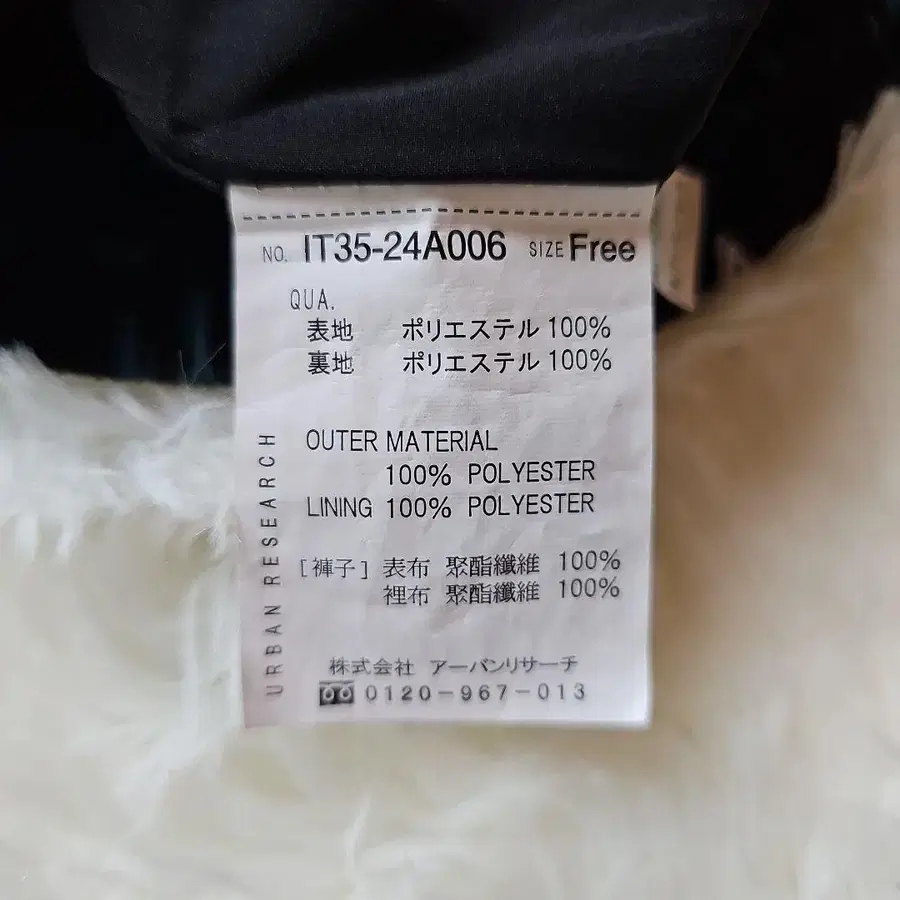 NO. IT35-24A006 SIZE Free
QUA.
表地 ポリエステル 100%
裏地 ポリエステル 100%
OUTER MATERIAL
100% POLYESTER
LINING 100% POLYESTER
[褲子] 表布 聚酯纖維 100%
裡布 聚酯纖維 100%
URBAN RESEARCH
株式会社 アーバンリサーチ
0120-967-013